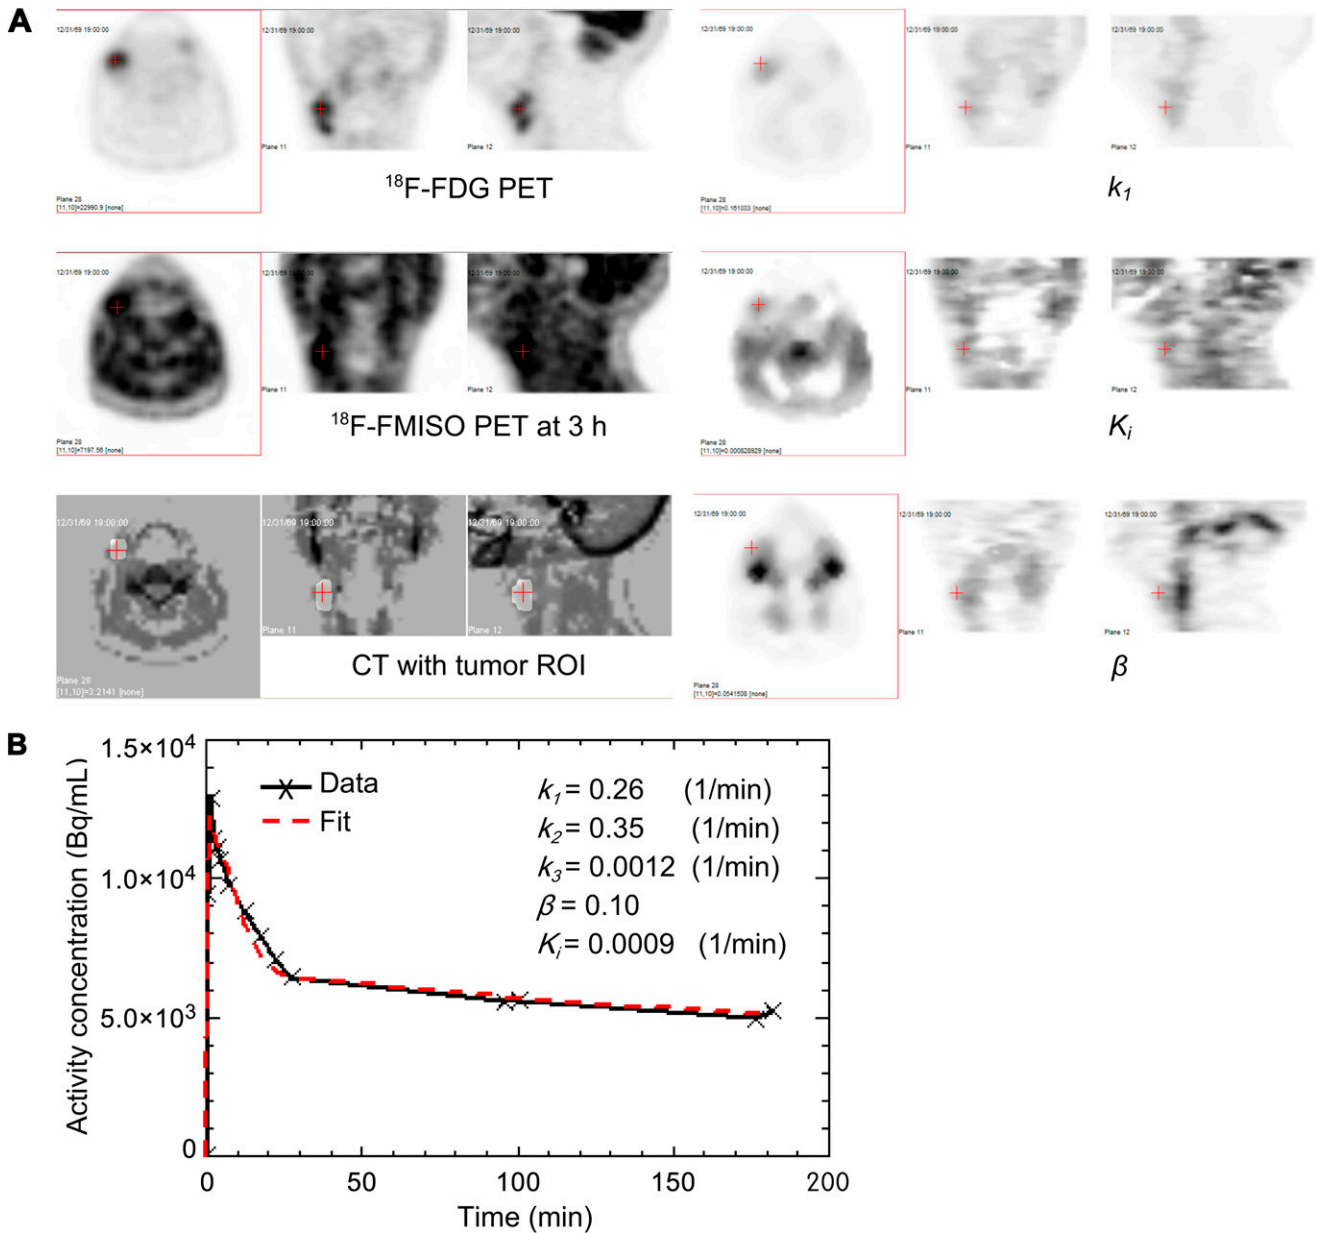 A
12/31/69 19:00:00
Plane 28
[11,10]=22990.9 [none]
Plane 11
12/31/69 19:00:00
Plane 12
12/31/69 19:00:00
¹⁸F-FDG PET
12/31/69 19:00:00
Plane 28
[11,10]=0.161033 [none]
Plane 11
12/31/69 19:00:00
Plane 12
12/31/69 19:00:00
k₁
12/31/69 19:00:00
Plane 28
[11,10]=7197.56 [none]
Plane 11
12/31/69 19:00:00
Plane 12
12/31/69 19:00:00
¹⁸F-FMISO PET at 3 h
12/31/69 19:00:00
Plane 28
[11,10]=0.000828929 [none]
Plane 11
12/31/69 19:00:00
Plane 12
12/31/69 19:00:00
Kᵢ
12/31/69 19:00:00
Plane 28
[11,10]=3.2141 [none]
Plane 11
12/31/69 19:00:00
Plane 12
12/31/69 19:00:00
CT with tumor ROI
12/31/69 19:00:00
Plane 28
[11,10]=0.0541508 [none]
Plane 11
12/31/69 19:00:00
Plane 12
12/31/69 19:00:00
β
B
Activity concentration (Bq/mL)
1.5×10⁴
1.0×10⁴
5.0×10³
0
Data
Fit
k₁ = 0.26 (1/min)
k₂ = 0.35 (1/min)
k₃ = 0.0012 (1/min)
β = 0.10
Kᵢ = 0.0009 (1/min)
0 50 100 150 200
Time (min)